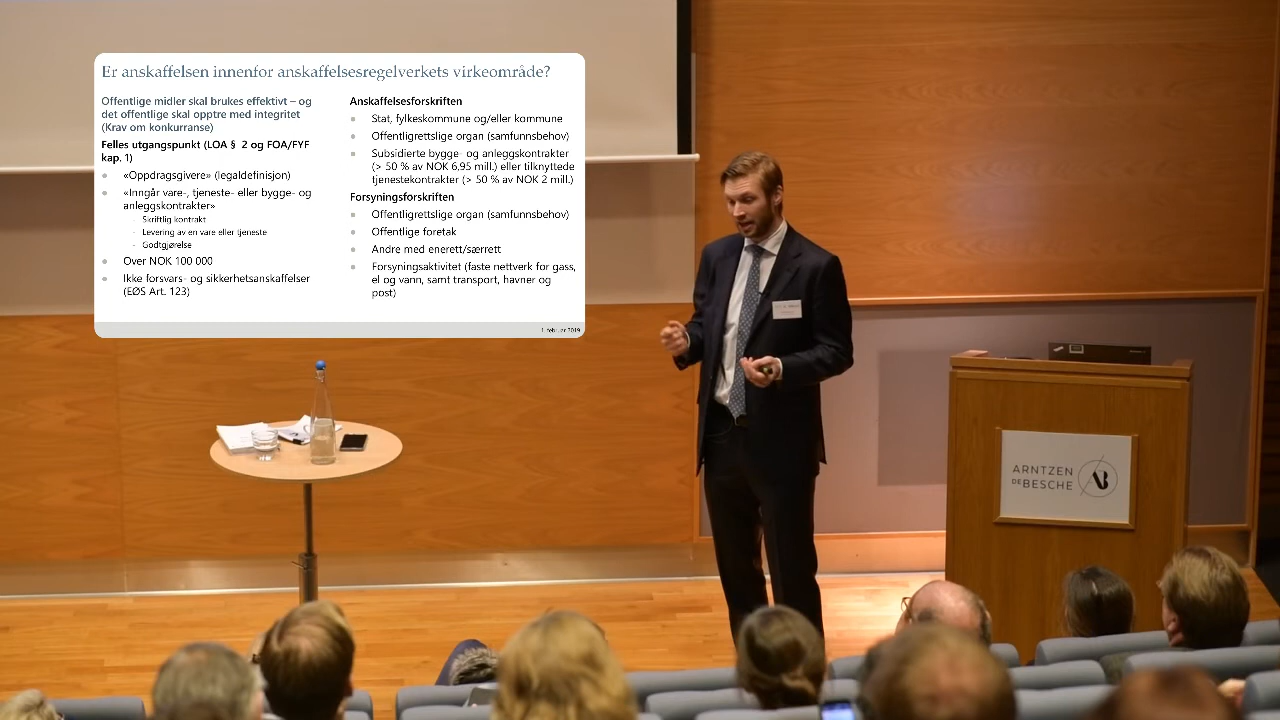 Er anskaffelsen innenfor anskaffelsesregelverkets virkeområde?
Offentlige midler skal brukes effektivt – og
det offentlige skal opptre med integritet
(Krav om konkurranse)
Felles utgangspunkt (LOA § 2 og FOA/FYF
kap. 1)
«Oppdragsgivere» (legaldefinisjon)
«Inngår vare-, tjeneste- eller bygge- og
anleggskontrakter»
- Skriftlig kontrakt
- Levering av en vare eller tjeneste
- Godtgjørelse
Over NOK 100 000
Ikke forsvars- og sikkerhetsanskaffelser
(EØS Art. 123)
Anskaffelsesforskriften
Stat, fylkeskommune og/eller kommune
Offentligrettslige organ (samfunnsbehov)
Subsidierte bygge- og anleggskontrakter
(> 50 % av NOK 6,95 mill.) eller tilknyttede
tjenestekontrakter (> 50 % av NOK 2 mill.)
Forsyningsforskriften
Offentligrettslige organ (samfunnsbehov)
Offentlige foretak
Andre med enerett/særrett
Forsyningsaktivitet (faste nettverk for gass,
el og vann, samt transport, havner og
post)
1. februar 2019
ARNTZEN
DE BESCHE